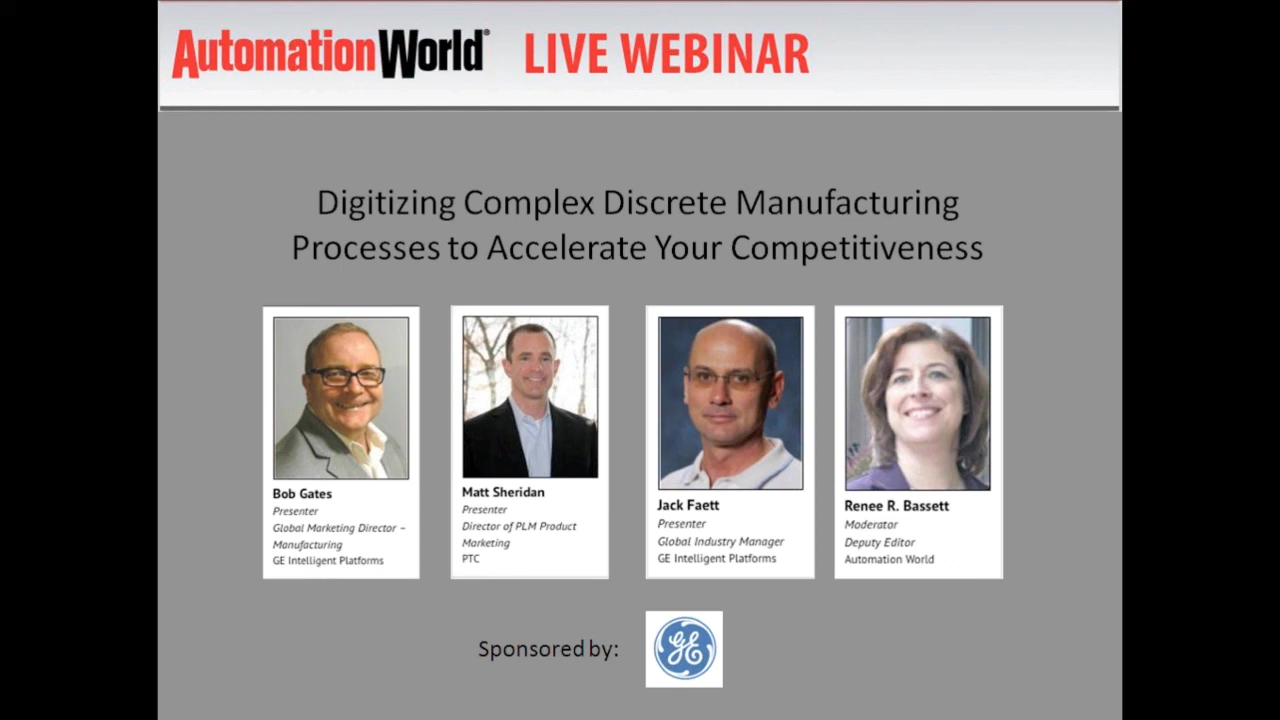 AutomationWorld® LIVE WEBINAR
Digitizing Complex Discrete Manufacturing
Processes to Accelerate Your Competitiveness
Bob Gates
Presenter
Global Marketing Director –
Manufacturing
GE Intelligent Platforms
Matt Sheridan
Presenter
Director of PLM Product
Marketing
PTC
Jack Faett
Presenter
Global Industry Manager
GE Intelligent Platforms
Renee R. Bassett
Moderator
Deputy Editor
Automation World
Sponsored by:
GE